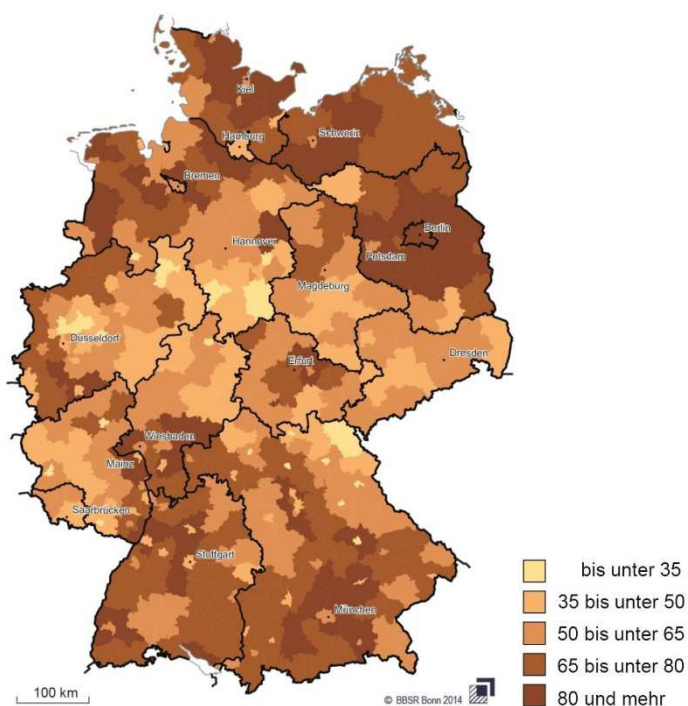 Kiel
Hamburg
Schwerin
Bremen
Berlin
Hannover
Potsdam
Magdeburg
Düsseldorf
Erfurt
Dresden
Wiesbaden
Mainz
Saarbrücken
Stuttgart
München
bis unter 35
35 bis unter 50
50 bis unter 65
65 bis unter 80
80 und mehr
100 km
© BBSR Bonn 2014